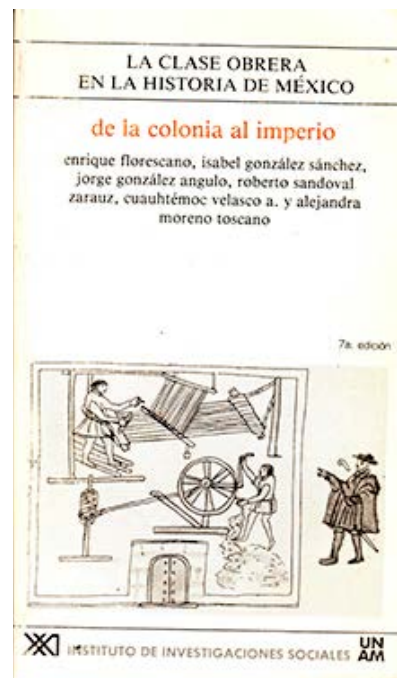 LA CLASE OBRERA
EN LA HISTORIA DE MÉXICO
de la colonia al imperio
enrique florescano, isabel gonzález sánchez,
jorge gonzález angulo, roberto sandoval
zarauz, cuauhtémoc velasco a. y alejandra
moreno toscano
7a. edición
XXI INSTITUTO DE INVESTIGACIONES SOCIALES UN
AM